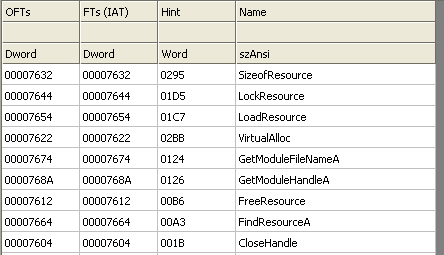 OFTs FTs (IAT) Hint Name
Dword Dword Word szAnsi
00007632 00007632 0295 SizeofResource
00007644 00007644 01D5 LockResource
00007654 00007654 01C7 LoadResource
00007622 00007622 02BB VirtualAlloc
00007674 00007674 0124 GetModuleFileNameA
0000768A 0000768A 0126 GetModuleHandleA
00007612 00007612 00B6 FreeResource
00007664 00007664 00A3 FindResourceA
00007604 00007604 001B CloseHandle